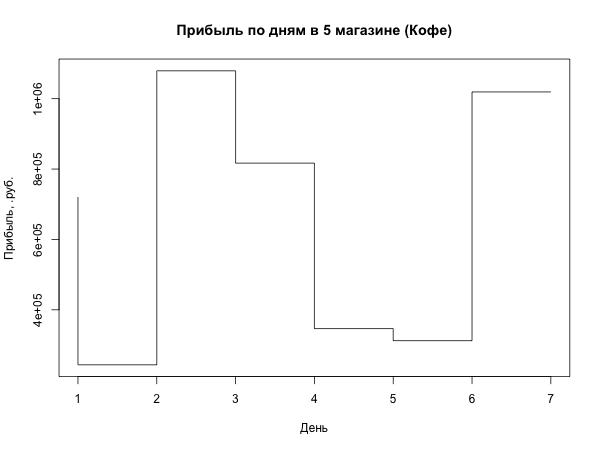 Прибыль по дням в 5 магазине (Кофе)
Прибыль, .руб.
1e+06
8e+05
6e+05
4e+05
1 2 3 4 5 6 7
День